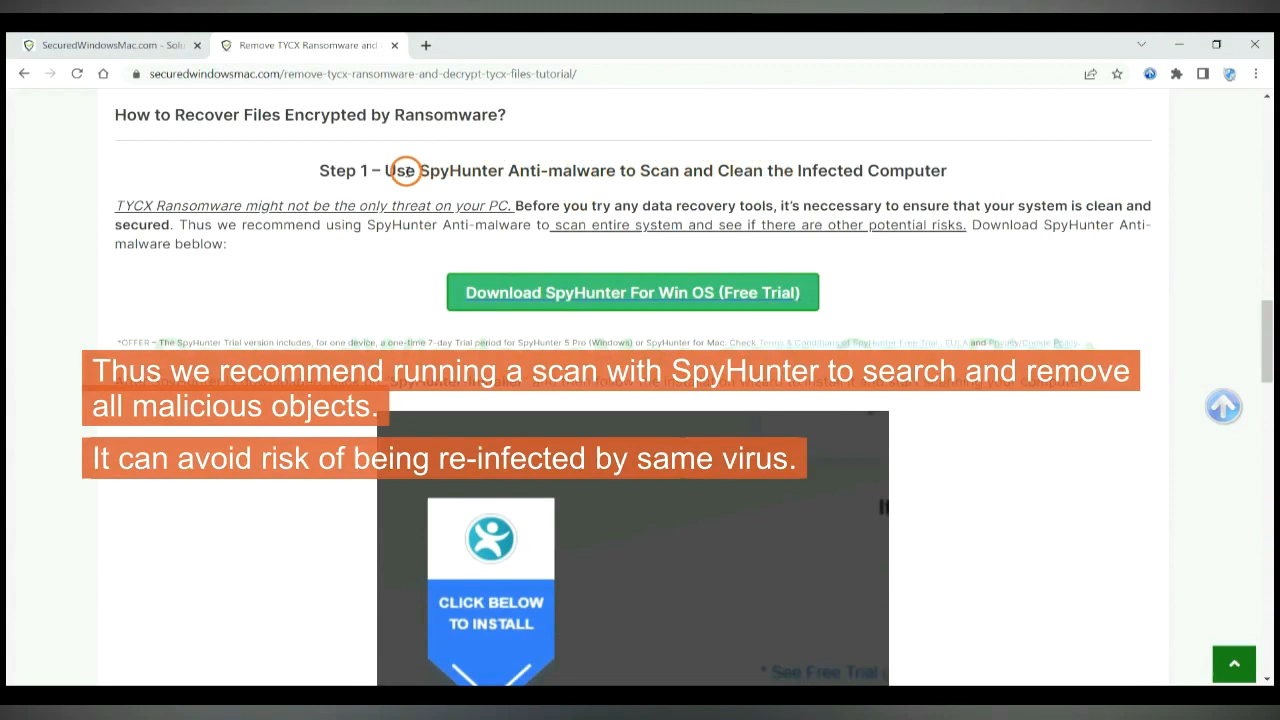 SecuredWindowsMac.com - Solu
Remove TYCX Ransomware and
securedwindowsmac.com/remove-tycx-ransomware-and-decrypt-tycx-files-tutorial/
How to Recover Files Encrypted by Ransomware?
Step 1 – Use SpyHunter Anti-malware to Scan and Clean the Infected Computer
TYCX Ransomware might not be the only threat on your PC. Before you try any data recovery tools, it's neccessary to ensure that your system is clean and
secured. Thus we recommend using SpyHunter Anti-malware to scan entire system and see if there are other potential risks. Download SpyHunter Anti-
malware beblow:
Download SpyHunter For Win OS (Free Trial)
*OFFER – The SpyHunter Trial version includes, for one device, a one-time 7-day Trial period for SpyHunter 5 Pro (Windows) or SpyHunter for Mac. Check Terms & Conditions of SpyHunter Free Trial, EULA and Privacy/Cookie Policy.
Thus we recommend running a scan with SpyHunter to search and remove
all malicious objects.
It can avoid risk of being re-infected by same virus.
CLICK BELOW
TO INSTALL
* See Free Trial